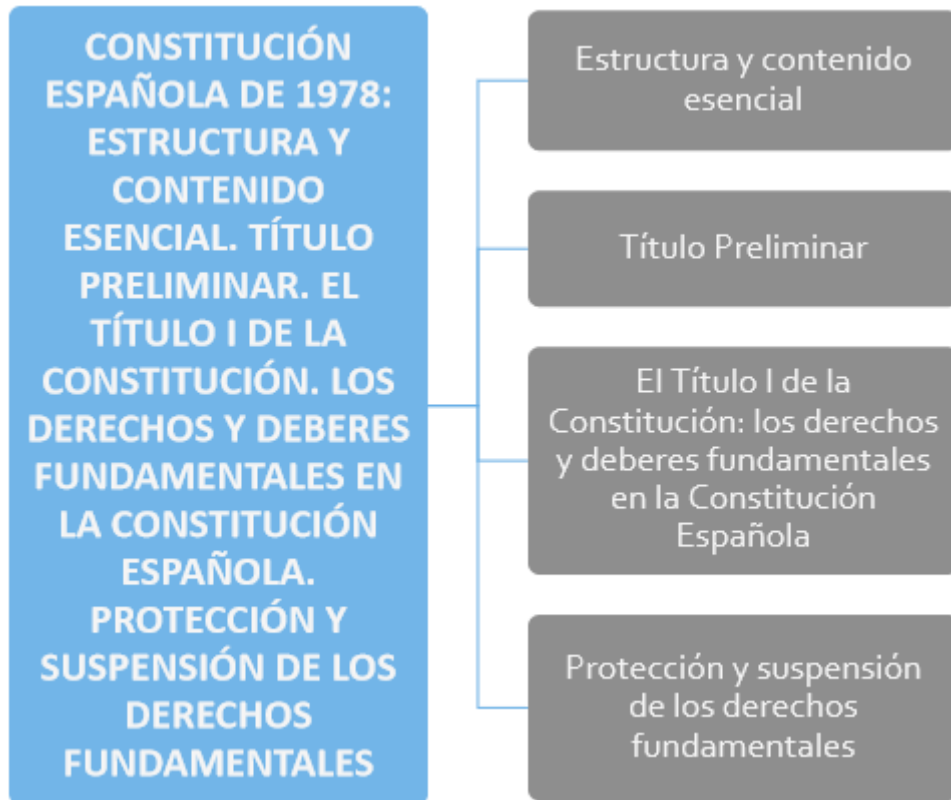 CONSTITUCIÓN
ESPAÑOLA DE 1978:
ESTRUCTURA Y
CONTENIDO
ESENCIAL. TÍTULO
PRELIMINAR. EL
TÍTULO I DE LA
CONSTITUCIÓN. LOS
DERECHOS Y DEBERES
FUNDAMENTALES EN
LA CONSTITUCIÓN
ESPAÑOLA.
PROTECCIÓN Y
SUSPENSIÓN DE LOS
DERECHOS
FUNDAMENTALES
Estructura y contenido
esencial
Título Preliminar
El Título I de la
Constitución: los derechos
y deberes fundamentales
en la Constitución
Española
Protección y suspensión
de los derechos
fundamentales